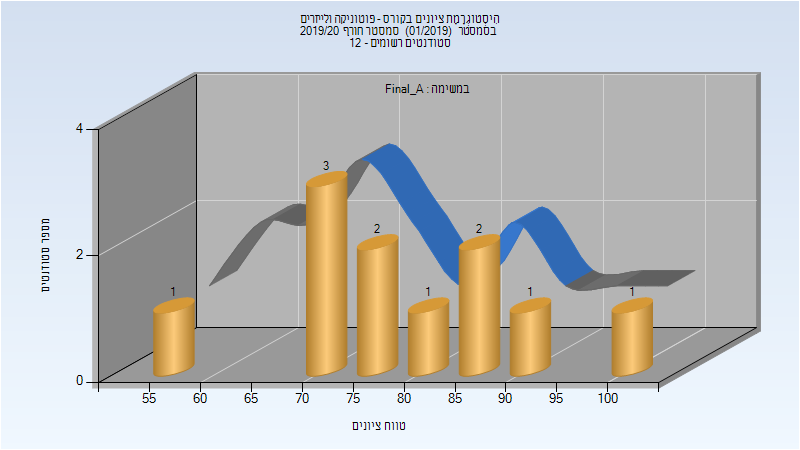 היסטוגרמת ציונים בקורס - פוטוניקה ולייזרים
בסמסטר (01/2019) סמסטר חורף 2019/20
סטודנטים רשומים - 12
במשימה : Final_A
4
2
0
מספר סטודנטים
1
3
2
1
2
1
1
55 60 65 70 75 80 85 90 95 100
טווח ציונים